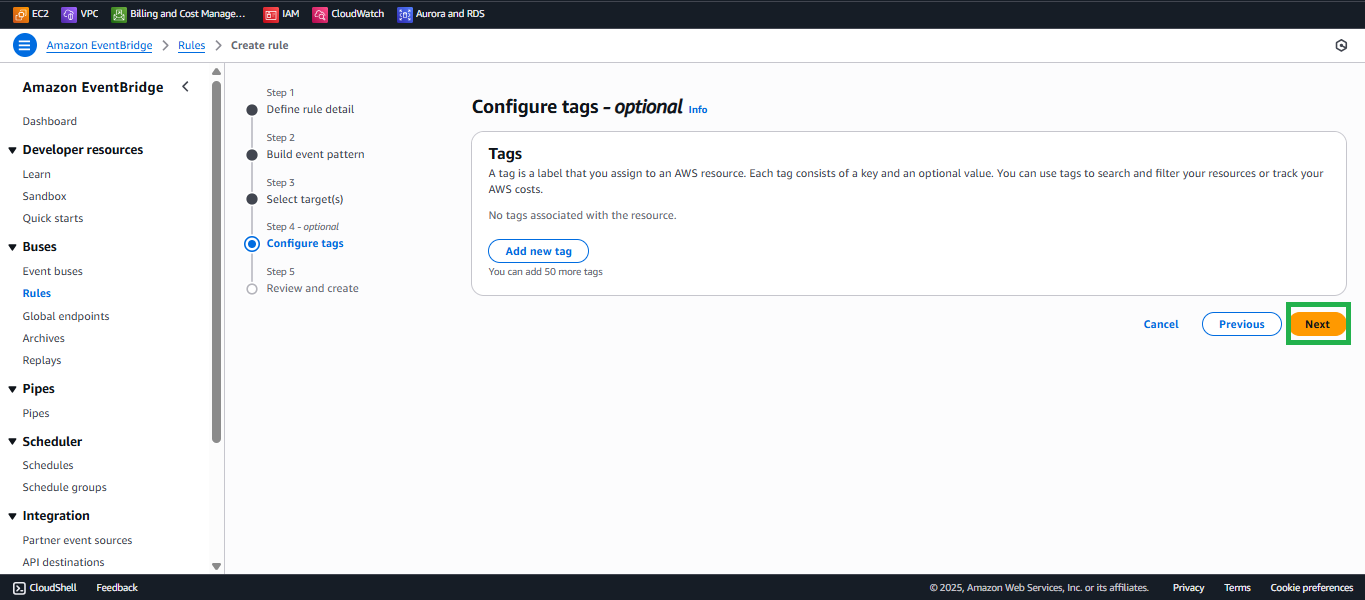 EC2 VPC Billing and Cost Manage... IAM CloudWatch Aurora and RDS
Amazon EventBridge Rules Create rule
Amazon EventBridge
Dashboard
Developer resources
Learn
Sandbox
Quick starts
Buses
Event buses
Rules
Global endpoints
Archives
Replays
Pipes
Pipes
Scheduler
Schedules
Schedule groups
Integration
Partner event sources
API destinations
Step 1
Define rule detail
Step 2
Build event pattern
Step 3
Select target(s)
Step 4 - optional
Configure tags
Step 5
Review and create
Configure tags - optional Info
Tags
A tag is a label that you assign to an AWS resource. Each tag consists of a key and an optional value. You can use tags to search and filter your resources or track your
AWS costs.
No tags associated with the resource.
Add new tag
You can add 50 more tags
Cancel Previous Next
CloudShell Feedback © 2025, Amazon Web Services, Inc. or its affiliates. Privacy Terms Cookie preferences